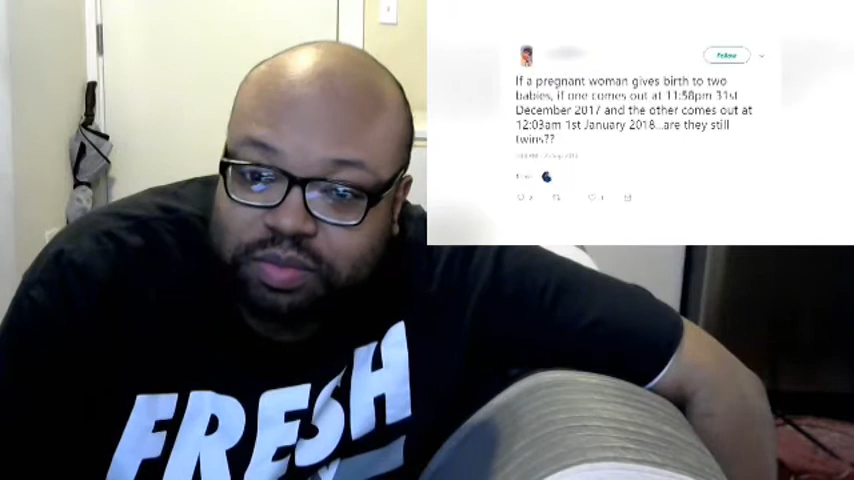 Follow
If a pregnant woman gives birth to two
babies, if one comes out at 11:58pm 31st
December 2017 and the other comes out at
12:03am 1st January 2018...are they still
twins??
FRESH